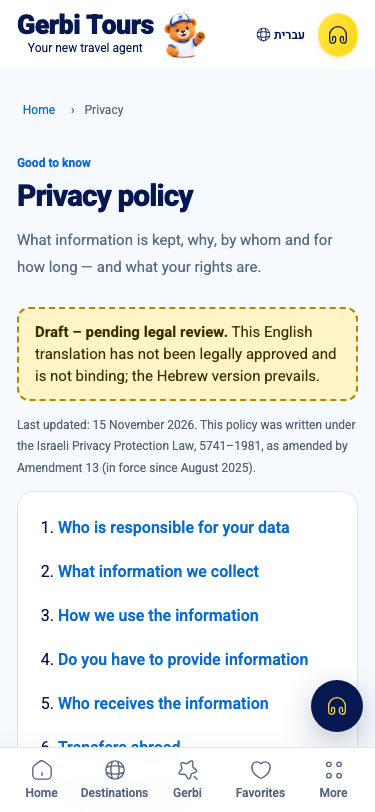 Gerbi Tours
Your new travel agent
עברית
Home › Privacy
Good to know
Privacy policy
What information is kept, why, by whom and for
how long — and what your rights are.
Draft – pending legal review. This English
translation has not been legally approved and
is not binding; the Hebrew version prevails.
Last updated: 15 November 2026. This policy was written under
the Israeli Privacy Protection Law, 5741–1981, as amended by
Amendment 13 (in force since August 2025).
1. Who is responsible for your data
2. What information we collect
3. How we use the information
4. Do you have to provide information
5. Who receives the information
6. Transfers abroad
Home Destinations Gerbi Favorites More